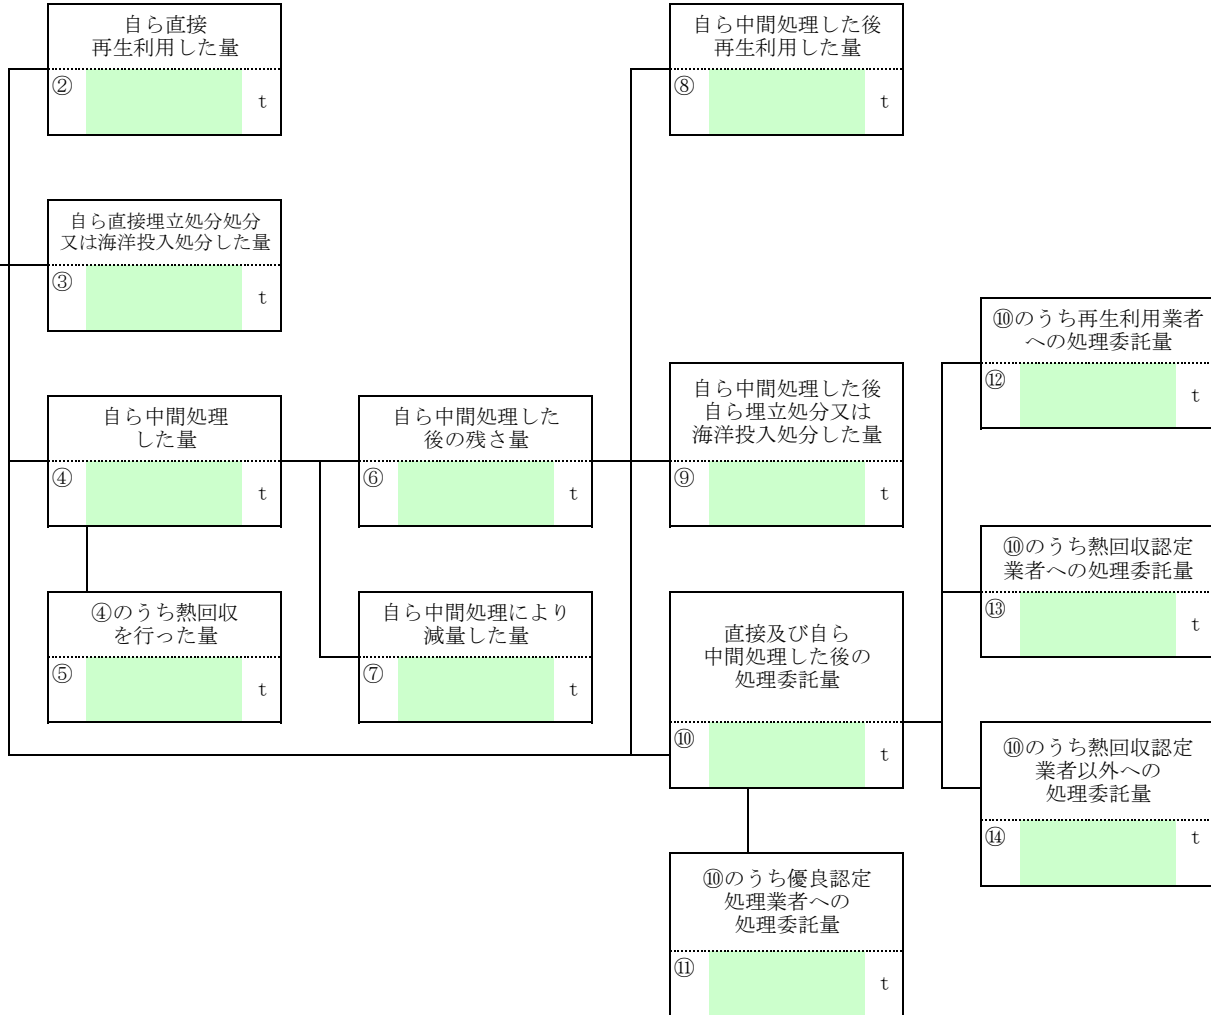 自ら直接
再生利用した量
②
t
自ら中間処理した後
再生利用した量
⑧
t
自ら直接埋立処分処分
又は海洋投入処分した量
③
t
⑩のうち再生利用業者
への処理委託量
⑫
t
自ら中間処理
した量
④
t
自ら中間処理した
後の残さ量
⑥
t
自ら中間処理した後
自ら埋立処分又は
海洋投入処分した量
⑨
t
⑩のうち熱回収認定
業者への処理委託量
⑬
t
④のうち熱回収
を行った量
⑤
t
自ら中間処理により
減量した量
⑦
t
直接及び自ら
中間処理した後の
処理委託量
⑩
t
⑩のうち熱回収認定
業者以外への
処理委託量
⑭
t
⑩のうち優良認定
処理業者への
処理委託量
⑪
t